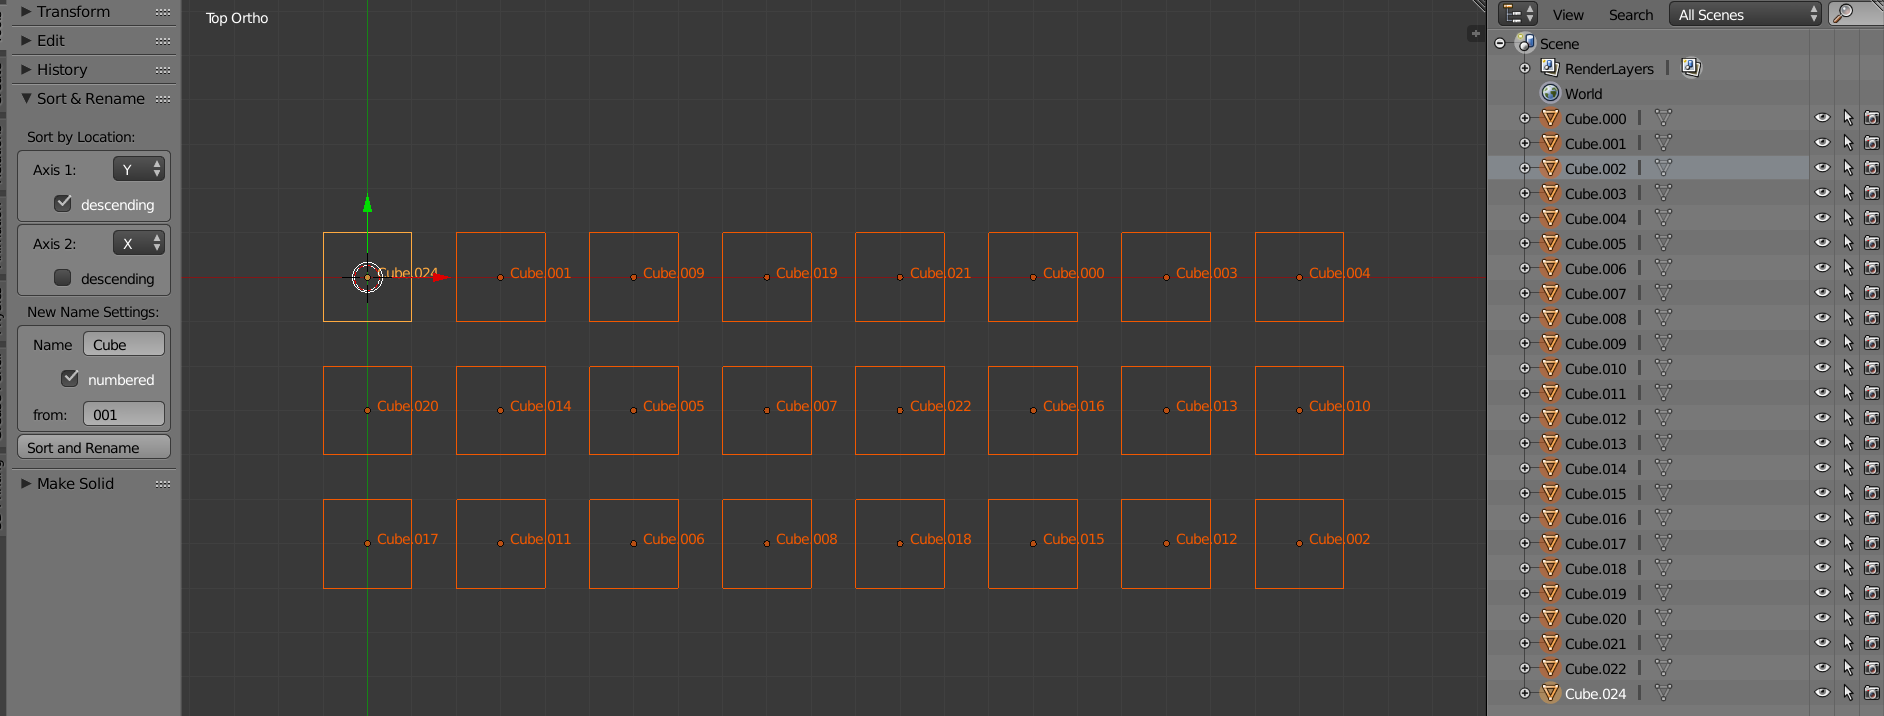 Transform
Edit
History
Sort & Rename
Sort by Location:
Axis 1: Y
descending
Axis 2: X
descending
New Name Settings:
Name Cube
numbered
from: 001
Sort and Rename
Make Solid
Top Ortho
Cube.024 Cube.001 Cube.009 Cube.019 Cube.021 Cube.000 Cube.003 Cube.004
Cube.020 Cube.014 Cube.005 Cube.007 Cube.022 Cube.016 Cube.013 Cube.010
Cube.017 Cube.011 Cube.006 Cube.008 Cube.018 Cube.015 Cube.012 Cube.002
View Search All Scenes
Scene
RenderLayers
World
Cube.000
Cube.001
Cube.002
Cube.003
Cube.004
Cube.005
Cube.006
Cube.007
Cube.008
Cube.009
Cube.010
Cube.011
Cube.012
Cube.013
Cube.014
Cube.015
Cube.016
Cube.017
Cube.018
Cube.019
Cube.020
Cube.021
Cube.022
Cube.024